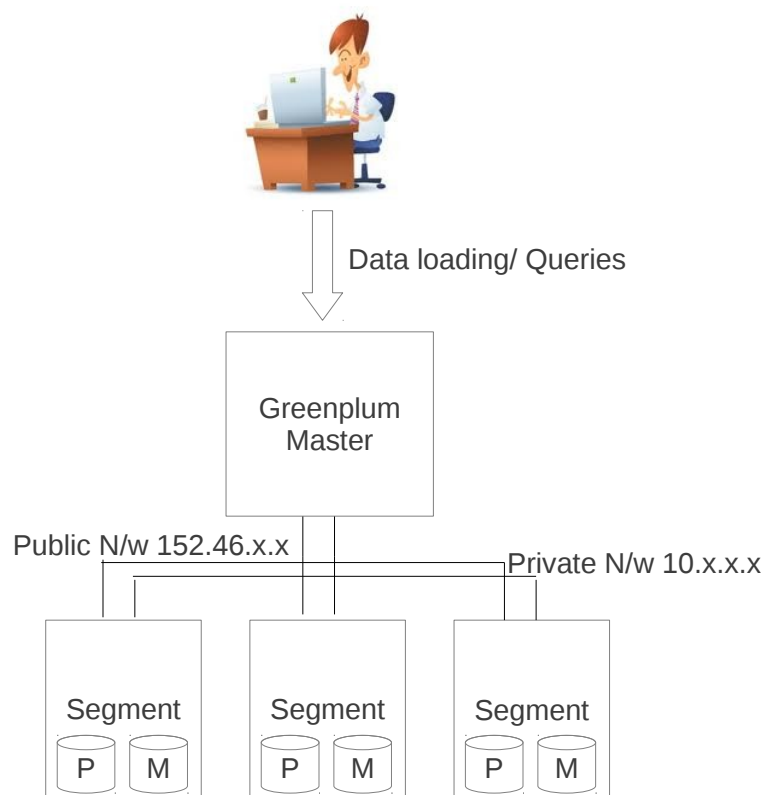 Data loading/ Queries
Greenplum
Master
Public N/w 152.46.x.x
Private N/w 10.x.x.x
Segment
Segment
Segment
P
M
P
M
P
M